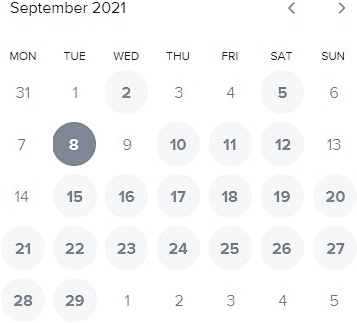 September 2021
MON TUE WED THU FRI SAT SUN
31 1 2 3 4 5 6
7 8 9 10 11 12 13
14 15 16 17 18 19 20
21 22 23 24 25 26 27
28 29 1 2 3 4 5